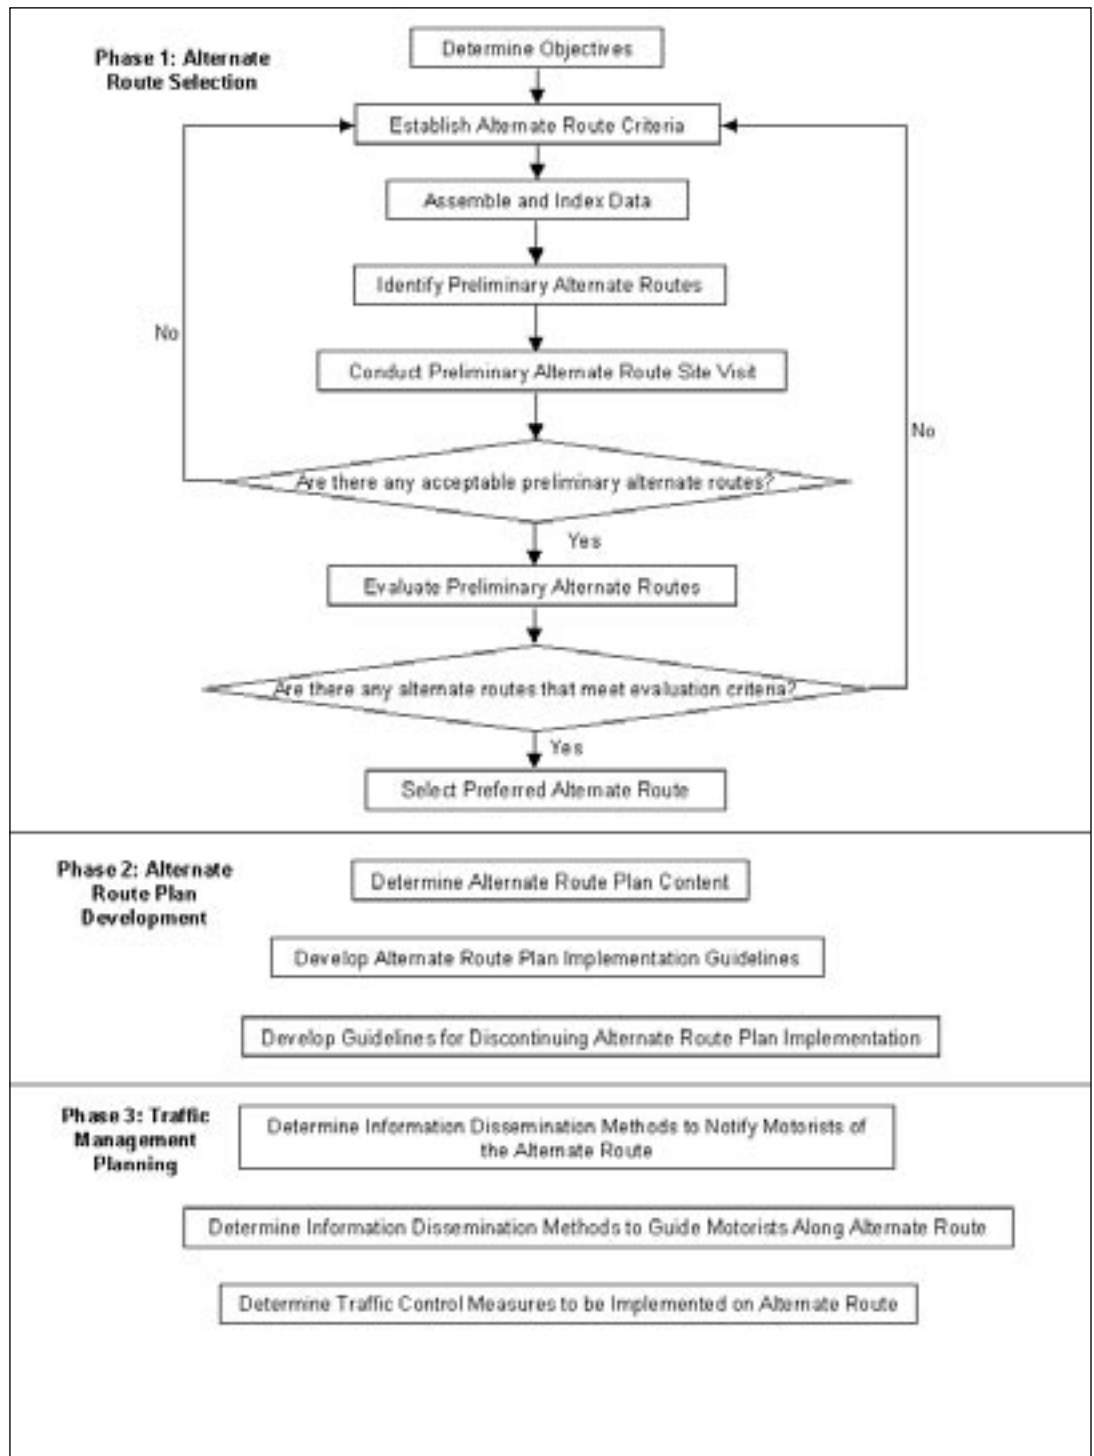 Phase 1: Alternate
Route Selection
Determine Objectives
Establish Alternate Route Criteria
Assemble and Index Data
Identify Preliminary Alternate Routes
No
Conduct Preliminary Alternate Route Site Visit
No
Are there any acceptable preliminary alternate routes?
Yes
Evaluate Preliminary Alternate Routes
Are there any alternate routes that meet evaluation criteria?
Yes
Select Preferred Alternate Route
Phase 2: Alternate
Route Plan
Development
Determine Alternate Route Plan Content
Develop Alternate Route Plan Implementation Guidelines
Develop Guidelines for Discontinuing Alternate Route Plan Implementation
Phase 3: Traffic
Management
Planning
Determine Information Dissemination Methods to Notify Motorists of
the Alternate Route
Determine Information Dissemination Methods to Guide Motorists Along Alternate Route
Determine Traffic Control Measures to be Implemented on Alternate Route